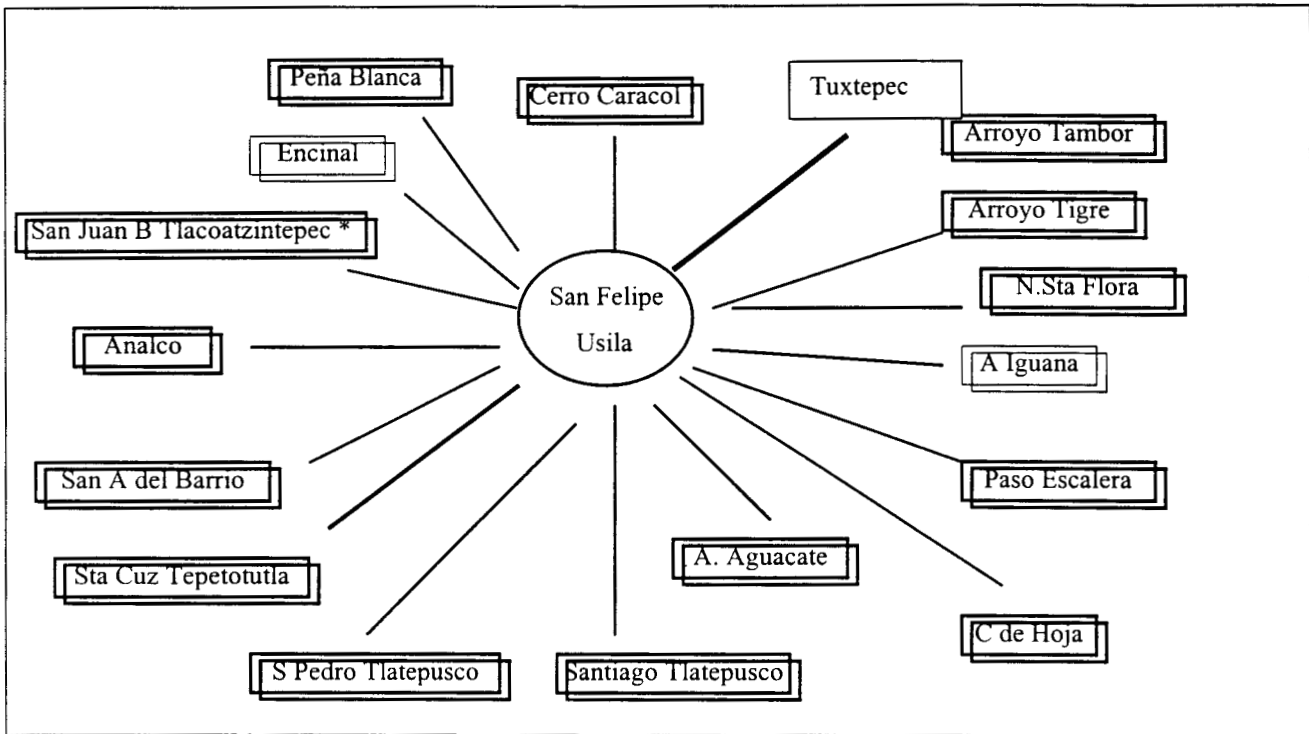 Peña Blanca
Cerro Caracol
Tuxtepec
Arroyo Tambor
Encinal
Arroyo Tigre
San Juan B Tlacoatzintepec *
N.Sta Flora
San Felipe
Usila
Analco
A Iguana
San A del Barrio
Paso Escalera
A. Aguacate
Sta Cuz Tepetotutla
C de Hoja
S Pedro Tlatepusco
Santiago Tlatepusco